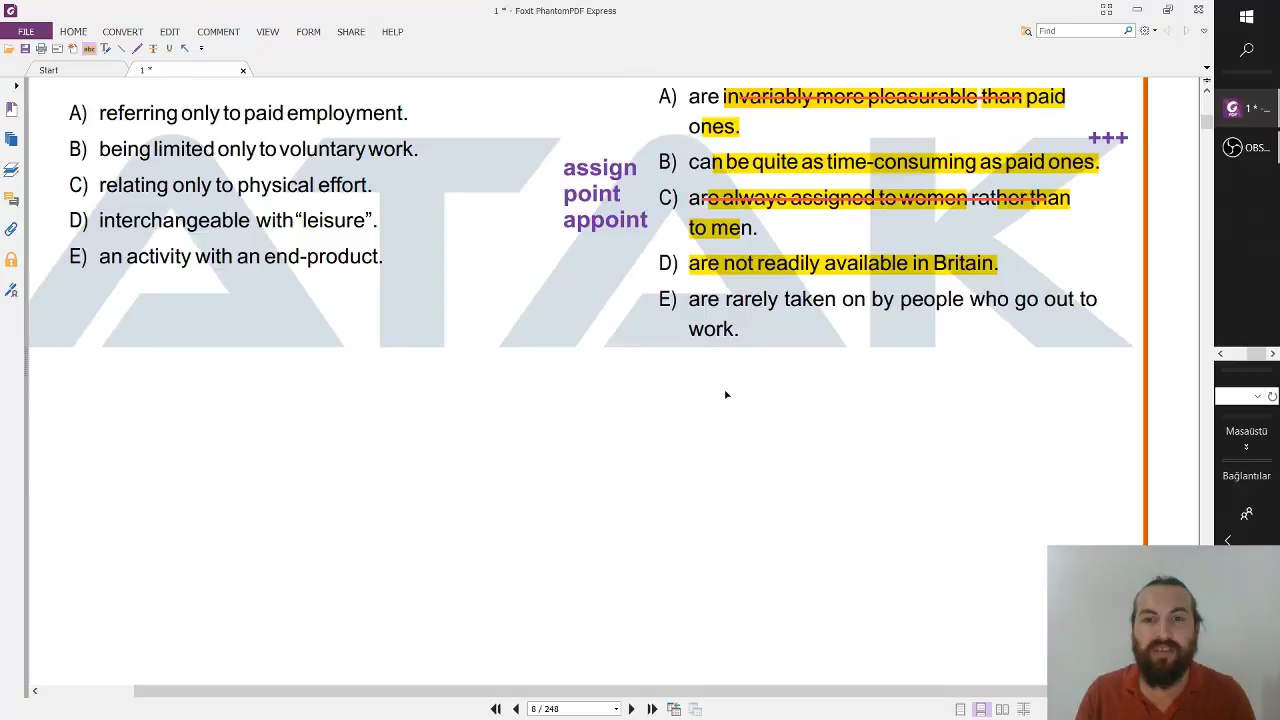 1 * - Foxit PhantomPDF Express
FILE HOME CONVERT EDIT COMMENT VIEW FORM SHARE HELP
Find
Start 1 *
A) referring only to paid employment.
B) being limited only to voluntary work.
C) relating only to physical effort.
D) interchangeable with “leisure”.
E) an activity with an end-product.
assign
point
appoint
A) are invariably more pleasurable than paid
ones.
+++
B) can be quite as time-consuming as paid ones.
C) are always assigned to women rather than
to men.
D) are not readily available in Britain.
E) are rarely taken on by people who go out to
work.
ATAK
8 / 248
1 * -...
OBS...
Masaüstü
Bağlantılar